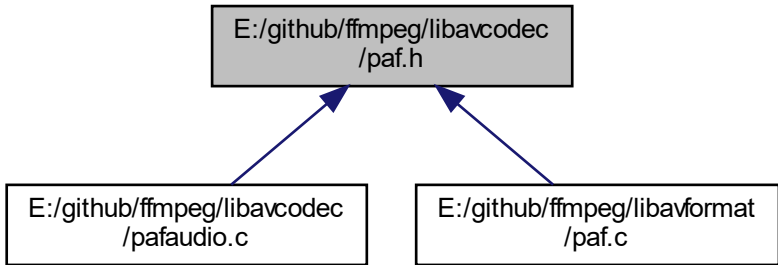 E:/github/ffmpeg/libavcodec
/paf.h
E:/github/ffmpeg/libavcodec
/pafaudio.c
E:/github/ffmpeg/libavformat
/paf.c